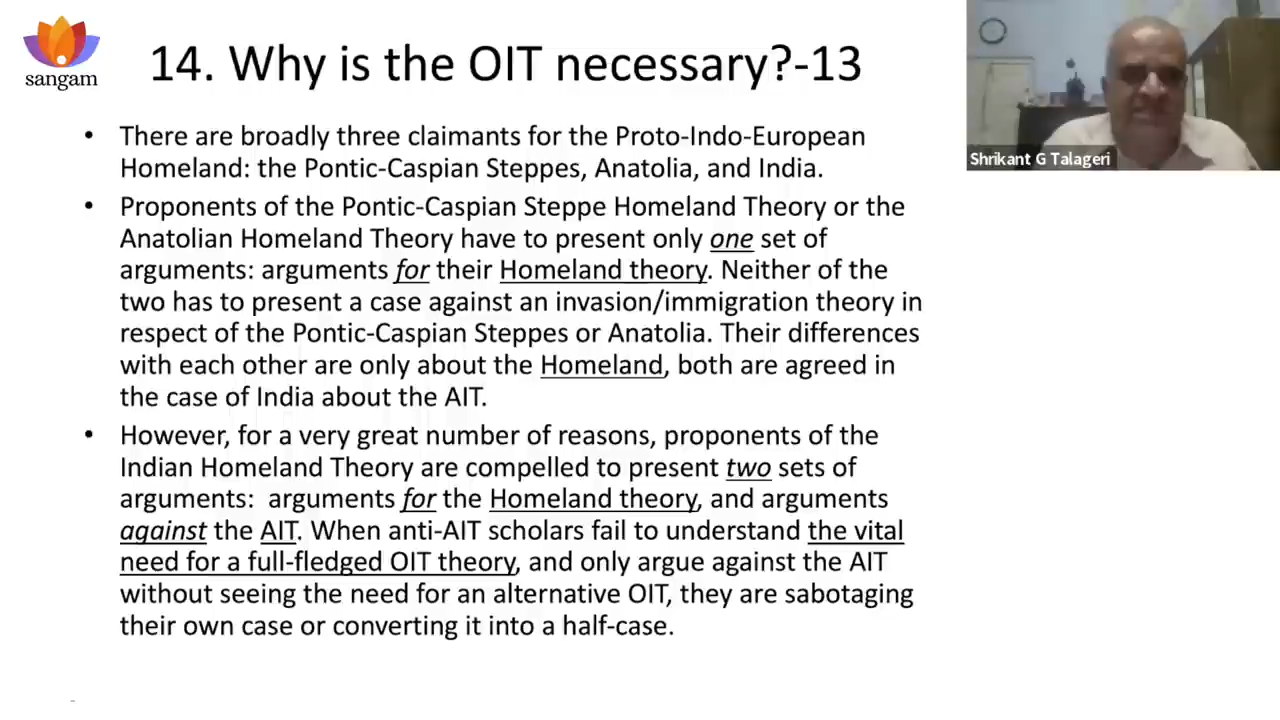 sangam
14. Why is the OIT necessary?-13
• There are broadly three claimants for the Proto-Indo-European
Homeland: the Pontic-Caspian Steppes, Anatolia, and India.
• Proponents of the Pontic-Caspian Steppe Homeland Theory or the
Anatolian Homeland Theory have to present only one set of
arguments: arguments for their Homeland theory. Neither of the
two has to present a case against an invasion/immigration theory in
respect of the Pontic-Caspian Steppes or Anatolia. Their differences
with each other are only about the Homeland, both are agreed in
the case of India about the AIT.
• However, for a very great number of reasons, proponents of the
Indian Homeland Theory are compelled to present two sets of
arguments: arguments for the Homeland theory, and arguments
against the AIT. When anti-AIT scholars fail to understand the vital
need for a full-fledged OIT theory, and only argue against the AIT
without seeing the need for an alternative OIT, they are sabotaging
their own case or converting it into a half-case.
Shrikant G Talageri